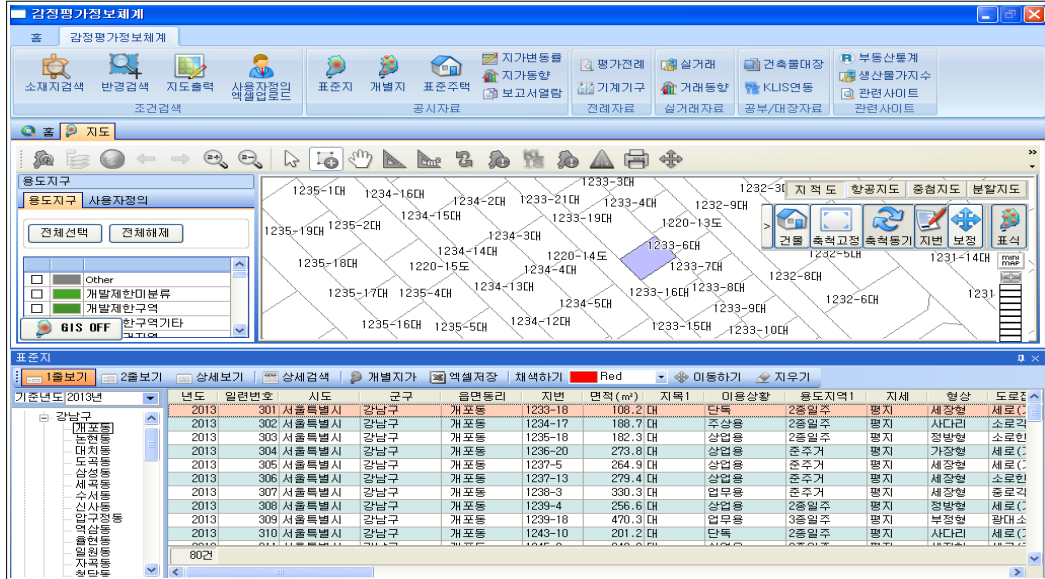 감정평가정보체계
홈 감정평가정보체계
소재지검색 반경검색 지도출력 사용자정의 엑셀업로드
조건검색
표준지 개별지 표준주택
지가변동률
지가동향
보고서열람
공시자료
평가전례
기계기구
전례자료
실거래
거래동향
실거래자료
건축물대장
KLIS연동
공부/대장자료
부동산통계
생산물가지수
관련사이트
관련사이트
홈 지도
용도지구
용도지구 사용자정의
전체선택 전체해제
Other
개발제한미분류
개발제한구역
한구역기타
GIS OFF
지적도 항공지도 중첩지도 분할지도
건물 축척고정 축척동기 지번 보정 표식
MINI MAP
1235-1대 1234-16대 1234-2대 1233-21대 1233-3대 1233-4대 1232-9대
1235-19대 1235-2대 1234-15대 1234-3대 1233-19대 1220-13도
1235-18대 1220-15도 1234-14대 1234-4대 1220-14도 1233-6대 1233-7대 1232-8대 1232-5대 1231-14대
1235-17대 1235-4대 1234-13대 1234-5대 1233-16대 1233-8대 1233-9대 1232-6대 1231
1235-16대 1235-5대 1234-12대 1233-15대 1233-10대
표준지
1줄보기 2줄보기 상세보기 상세검색 개별지가 엑셀저장 채색하기 Red 이동하기 지우기
기준년도 2013년
강남구
개포동
논현동
대치동
도곡동
삼성동
세곡동
수서동
신사동
압구정동
역삼동
율현동
일원동
자곡동
청담동
년도 일련번호 시도 군구 읍면동리 지번 면적(㎡) 지목1 이용상황 용도지역1 지세 형상 도로접
2013 301 서울특별시 강남구 개포동 1233-18 108.2 대 단독 2종일주 평지 세장형 세로(
2013 302 서울특별시 강남구 개포동 1234-17 188.7 대 주상용 2종일주 평지 사다리 소로각
2013 303 서울특별시 강남구 개포동 1235-18 182.3 대 상업용 2종일주 평지 정방형 소로한
2013 304 서울특별시 강남구 개포동 1236-20 273.8 대 상업용 준주거 평지 가장형 세로(
2013 305 서울특별시 강남구 개포동 1237-5 264.9 대 상업용 준주거 평지 세장형 세로(
2013 306 서울특별시 강남구 개포동 1237-13 279.4 대 상업용 준주거 평지 세장형 소로한
2013 307 서울특별시 강남구 개포동 1238-3 330.3 대 업무용 준주거 평지 세장형 중로각
2013 308 서울특별시 강남구 개포동 1239-4 256.6 대 상업용 2종일주 평지 정방형 세로(
2013 309 서울특별시 강남구 개포동 1239-18 470.3 대 업무용 3종일주 평지 부정형 광대소
2013 310 서울특별시 강남구 개포동 1243-10 201.2 대 단독 2종일주 평지 사다리 세로(
80건